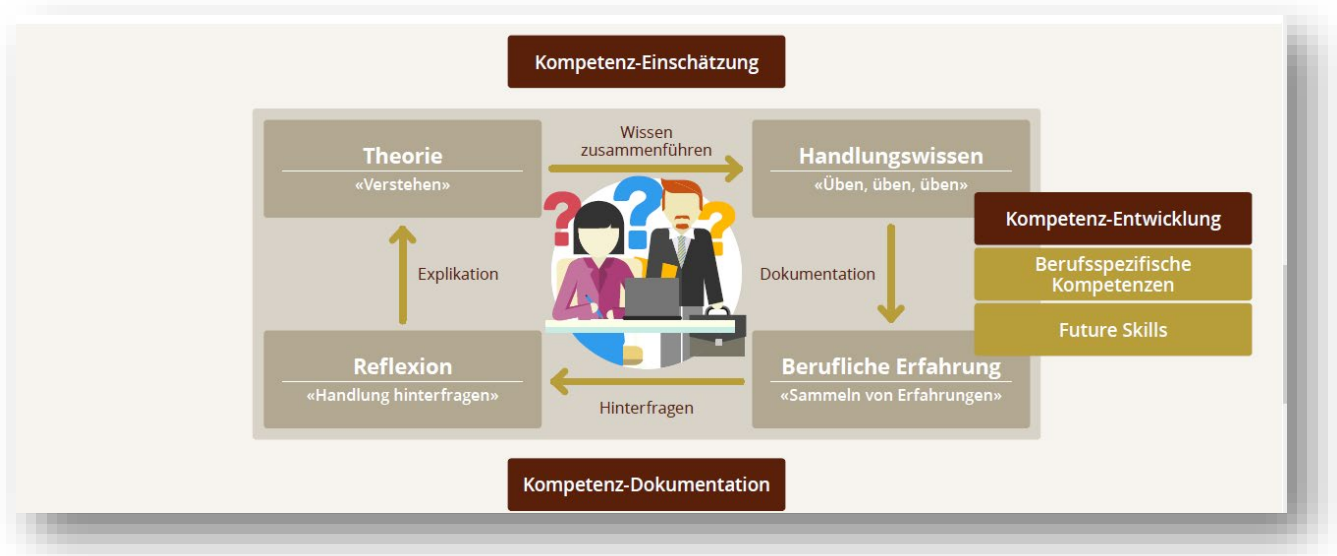 Kompetenz-Einschätzung
Theorie
«Verstehen»
Wissen
zusammenführen
Handlungswissen
«Üben, üben, üben»
Kompetenz-Entwicklung
Berufsspezifische
Kompetenzen
Future Skills
Explikation
Dokumentation
Reflexion
«Handlung hinterfragen»
Hinterfragen
Berufliche Erfahrung
«Sammeln von Erfahrungen»
Kompetenz-Dokumentation